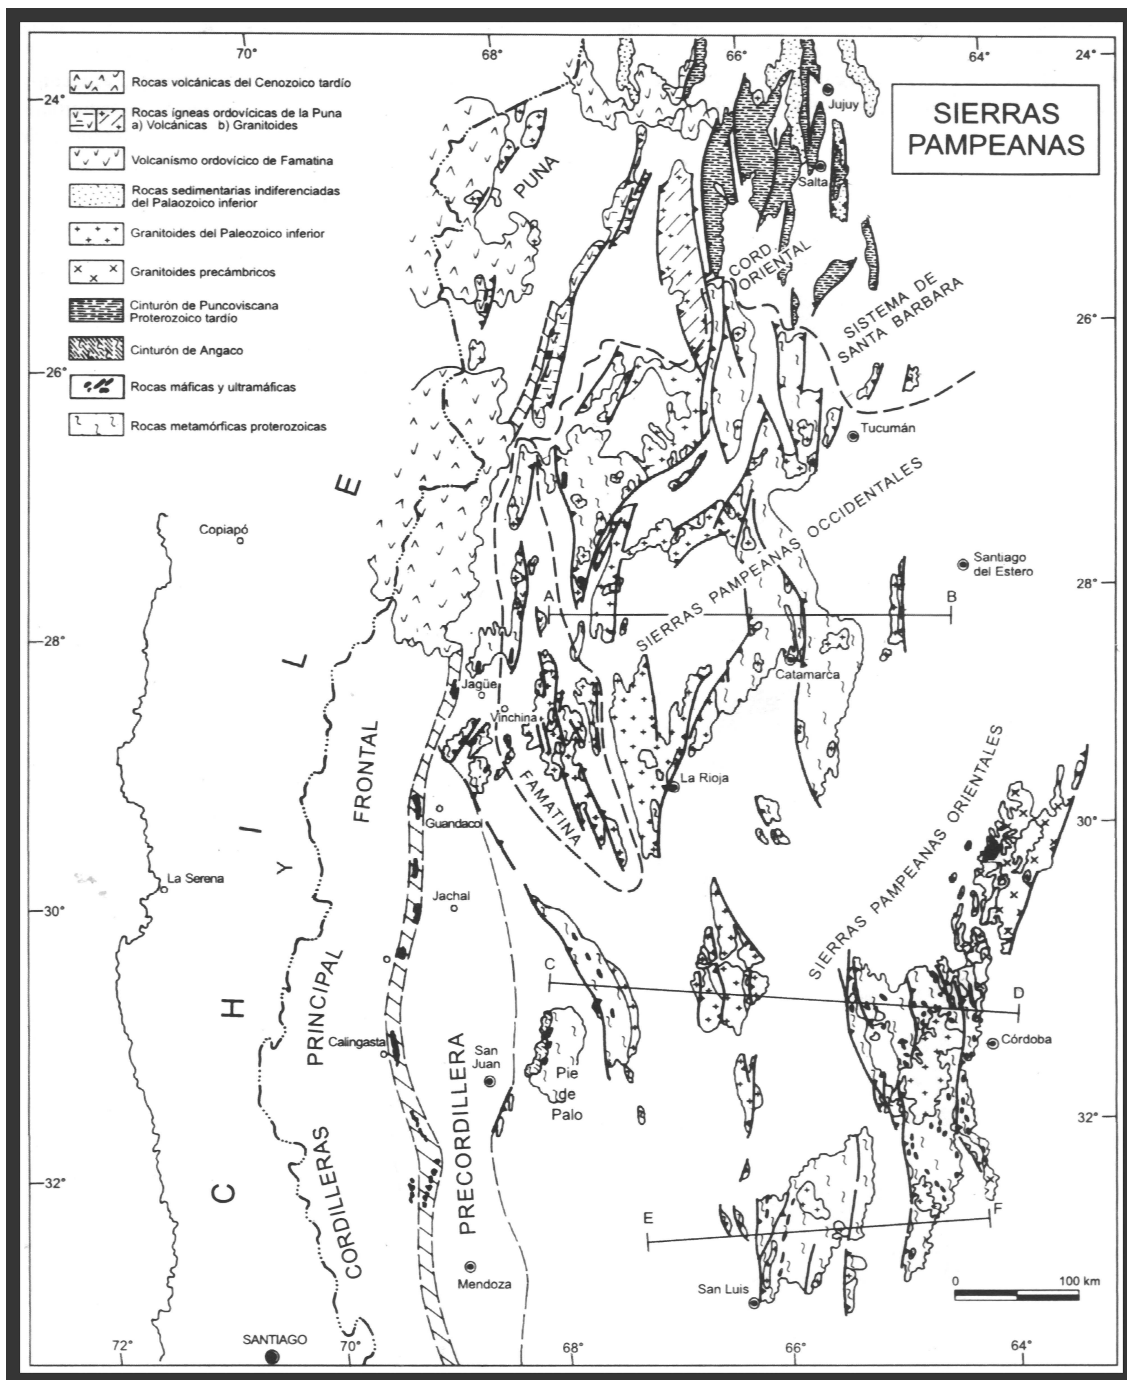 70°
68°
66°
64°
24°
24°
Rocas volcánicas del Cenozoico tardío
Rocas ígneas ordovícicas de la Puna
a) Volcánicas b) Granitoides
Volcanísmo ordovícico de Famatina
Rocas sedimentarias indiferenciadas
del Palaozoico inferior
Granitoides del Paleozoico inferior
Granitoides precámbricos
Cinturón de Puncoviscana
Proterozoico tardío
Cinturón de Angaco
Rocas máficas y ultramáficas
Rocas metamórficas proterozoicas
SIERRAS
PAMPEANAS
Jujuy
Salta
PUNA
CORD.
ORIENTAL
SISTEMA DE
SANTA BARBARA
26°
26°
Tucumán
SIERRAS PAMPEANAS OCCIDENTALES
Copiapó
Santiago
del Estero
28°
28°
A
B
Catamarca
Jagüe
Vinchina
La Rioja
FAMATINA
Guandacol
SIERRAS PAMPEANAS ORIENTALES
30°
30°
La Serena
Jachal
C
D
Córdoba
CHILE
Y
FRONTAL
PRINCIPAL
CORDILLERAS
Calingasta
PRECORDILLERA
San
Juan
Pie
de
Palo
32°
32°
E
F
Mendoza
San Luis
0
100 km
SANTIAGO
72°
70°
68°
66°
64°